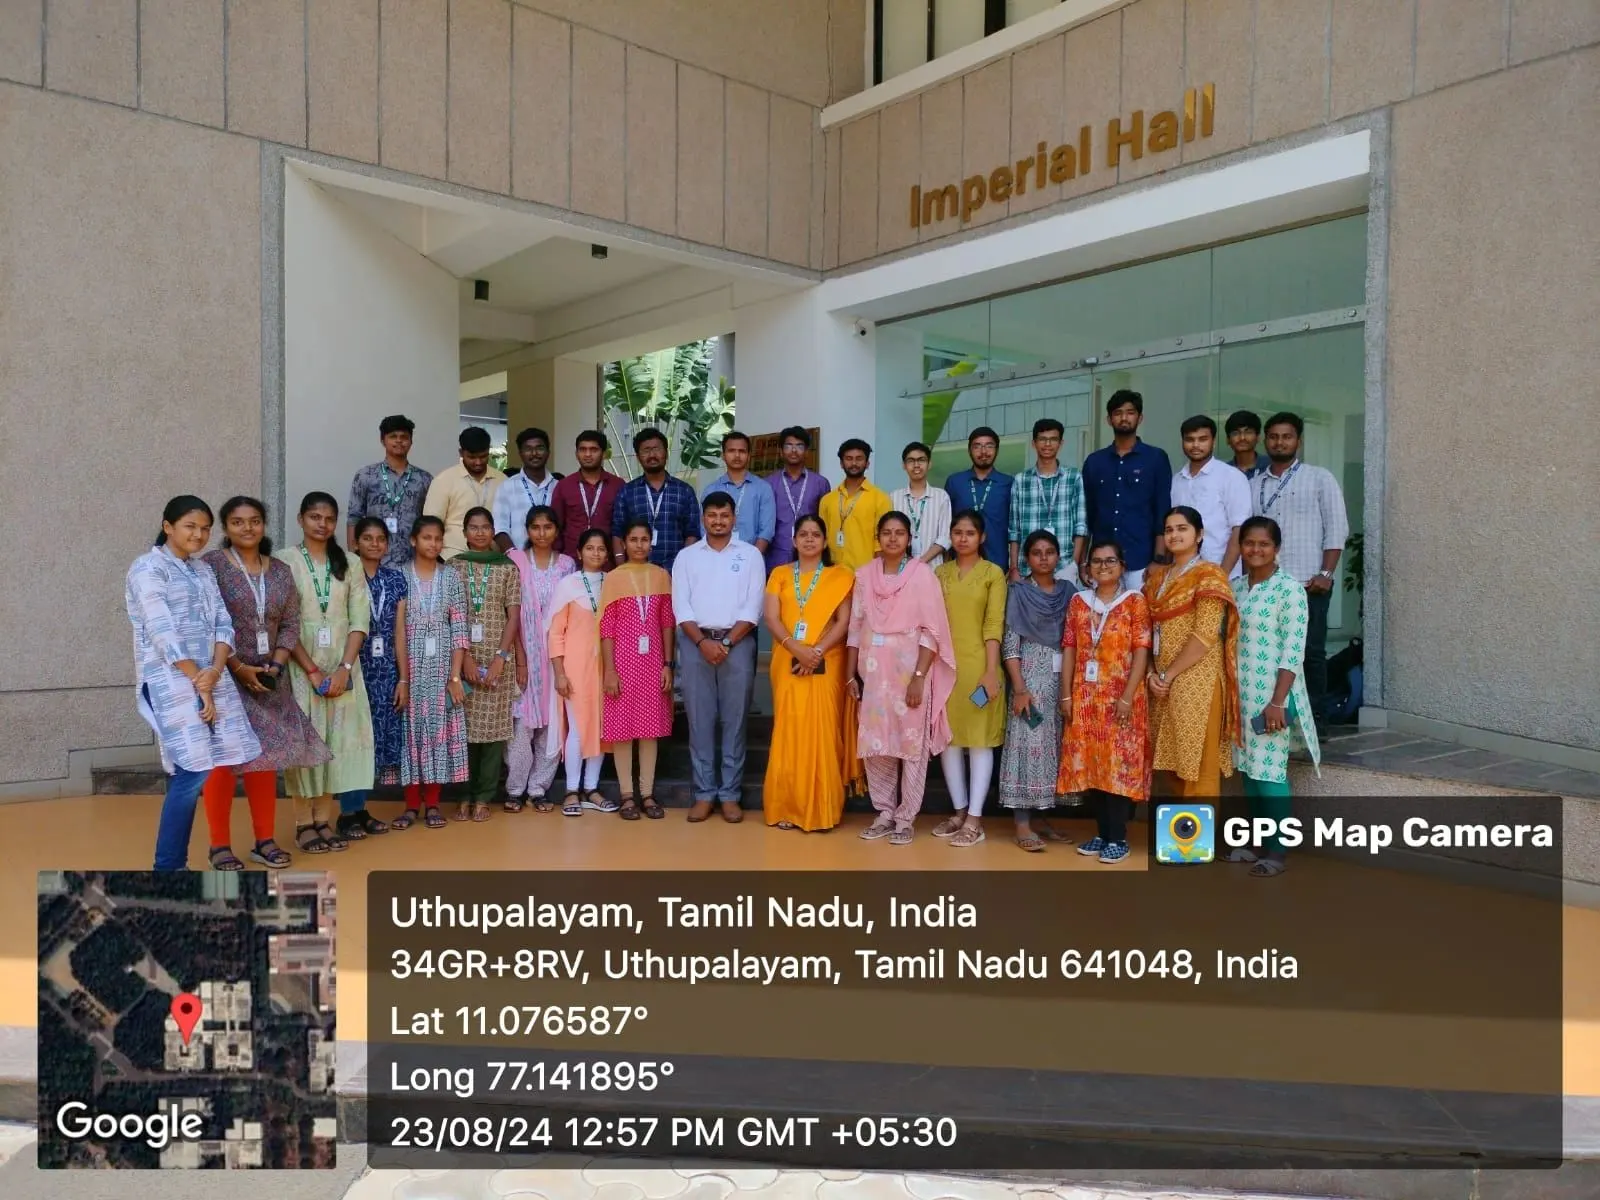 Imperial Hall
GPS Map Camera
Uthupalayam, Tamil Nadu, India
34GR+8RV, Uthupalayam, Tamil Nadu 641048, India
Lat 11.076587°
Long 77.141895°
23/08/24 12:57 PM GMT +05:30
Google